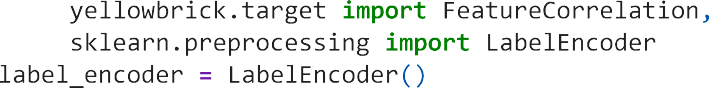 yellowbrick.target import FeatureCorrelation,
sklearn.preprocessing import LabelEncoder
label_encoder = LabelEncoder()